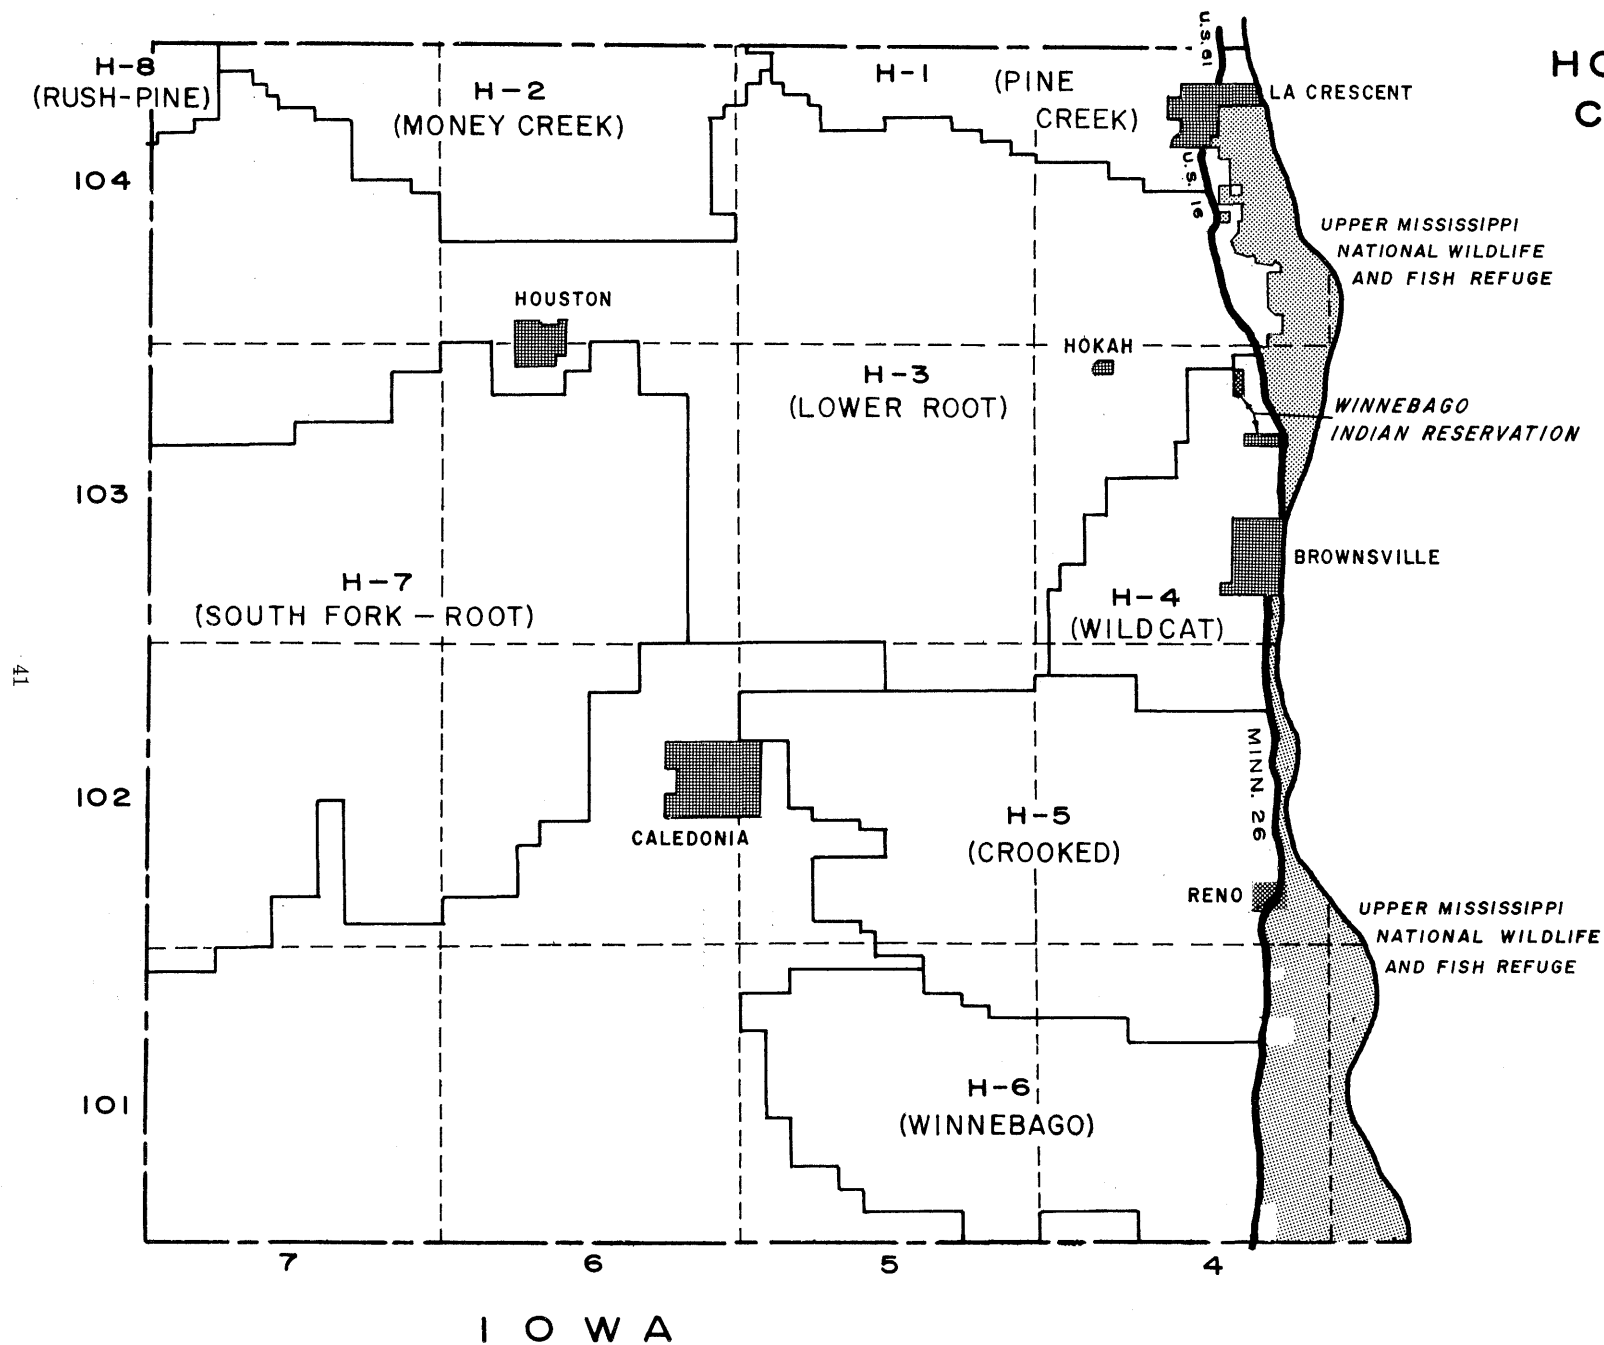 HO
C
U.S. 61
H-8
(RUSH-PINE)
H-2
(MONEY CREEK)
H-1
(PINE
CREEK)
LA CRESCENT
104
U.S. 16
UPPER MISSISSIPPI
NATIONAL WILDLIFE
AND FISH REFUGE
HOUSTON
HOKAH
H-3
(LOWER ROOT)
WINNEBAGO
INDIAN RESERVATION
103
BROWNSVILLE
H-7
(SOUTH FORK-ROOT)
H-4
(WILDCAT)
41
MINN. 26
102
CALEDONIA
H-5
(CROOKED)
RENO
UPPER MISSISSIPPI
NATIONAL WILDLIFE
AND FISH REFUGE
101
H-6
(WINNEBAGO)
7 6 5 4
IOWA